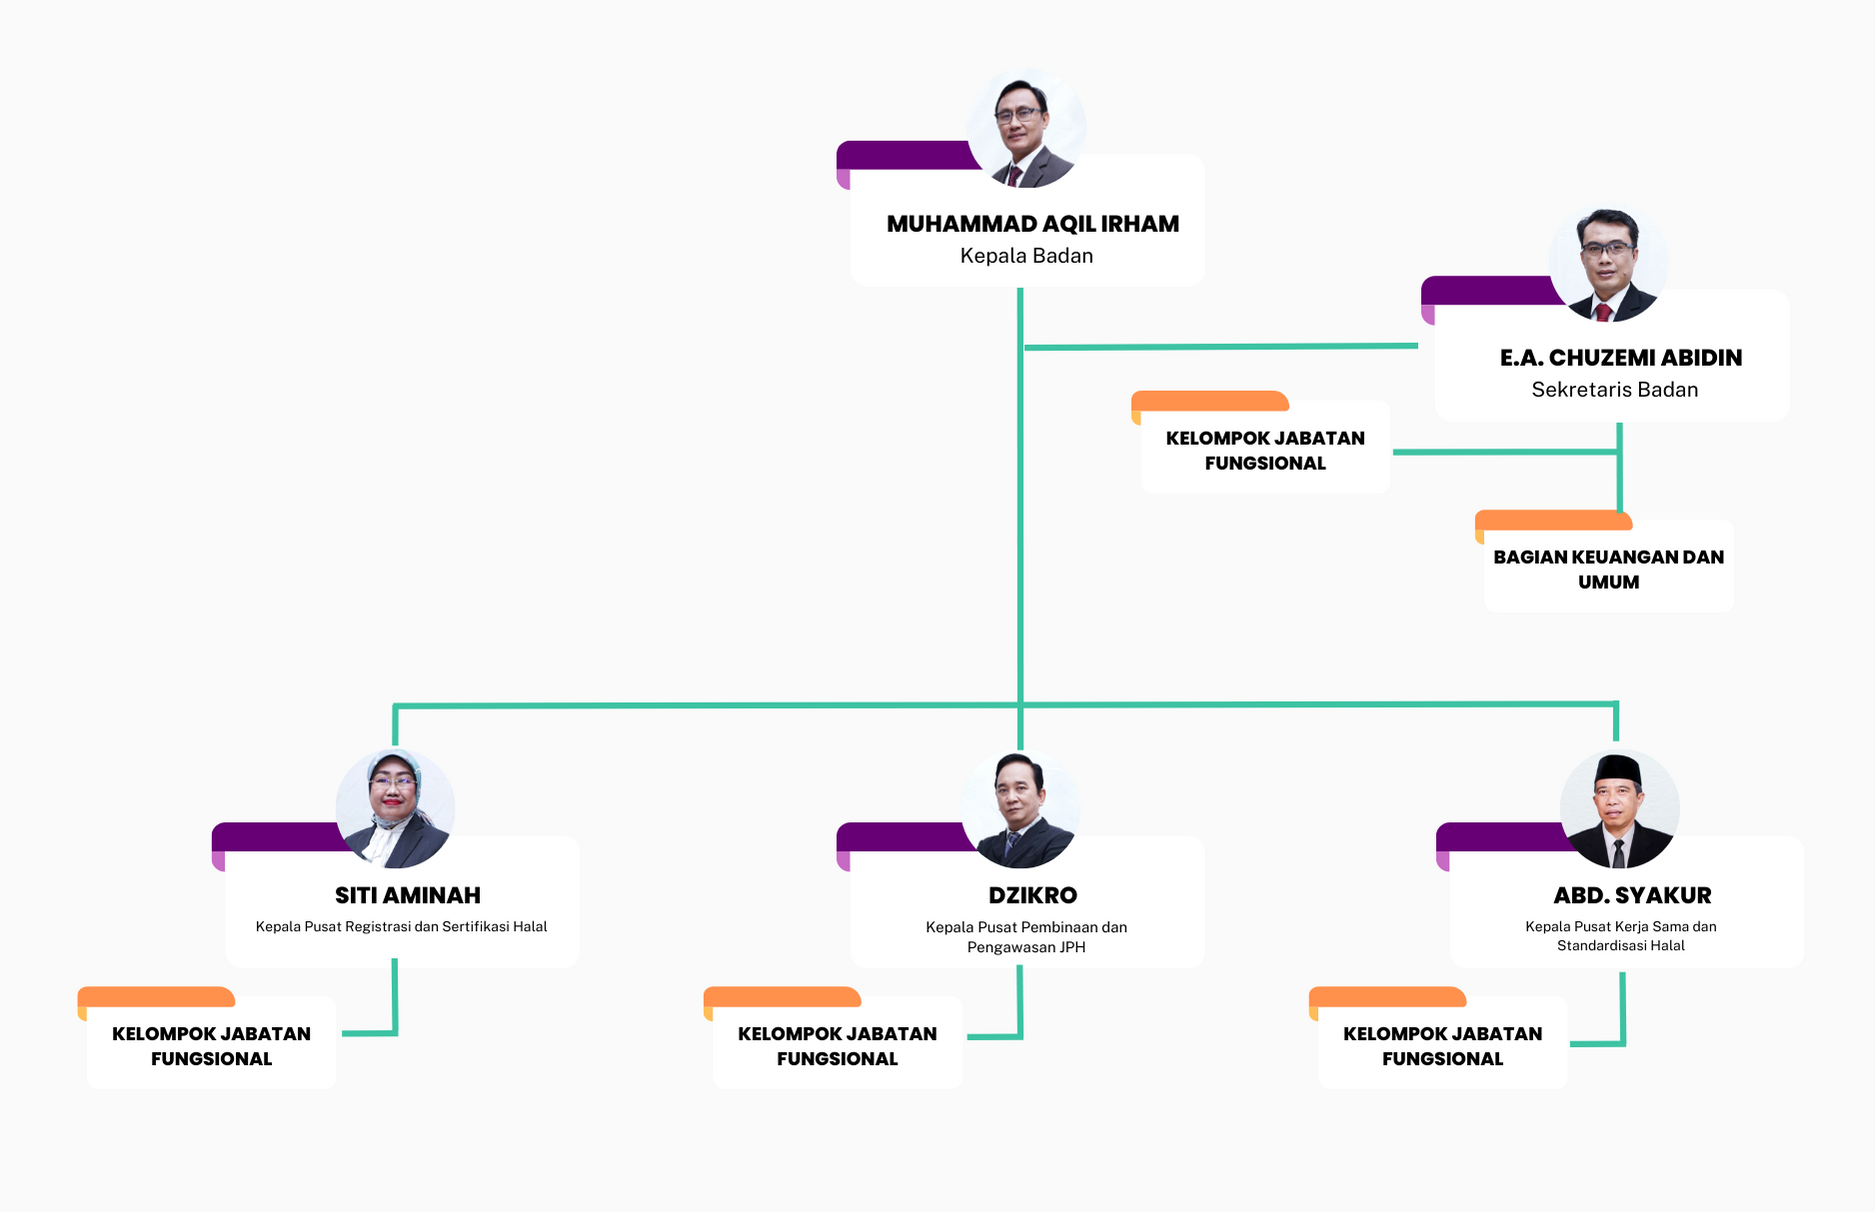 MUHAMMAD AQIL IRHAM
Kepala Badan
E.A. CHUZEMI ABIDIN
Sekretaris Badan
KELOMPOK JABATAN
FUNGSIONAL
BAGIAN KEUANGAN DAN
UMUM
SITI AMINAH
Kepala Pusat Registrasi dan Sertifikasi Halal
DZIKRO
Kepala Pusat Pembinaan dan
Pengawasan JPH
ABD. SYAKUR
Kepala Pusat Kerja Sama dan
Standardisasi Halal
KELOMPOK JABATAN
FUNGSIONAL
KELOMPOK JABATAN
FUNGSIONAL
KELOMPOK JABATAN
FUNGSIONAL